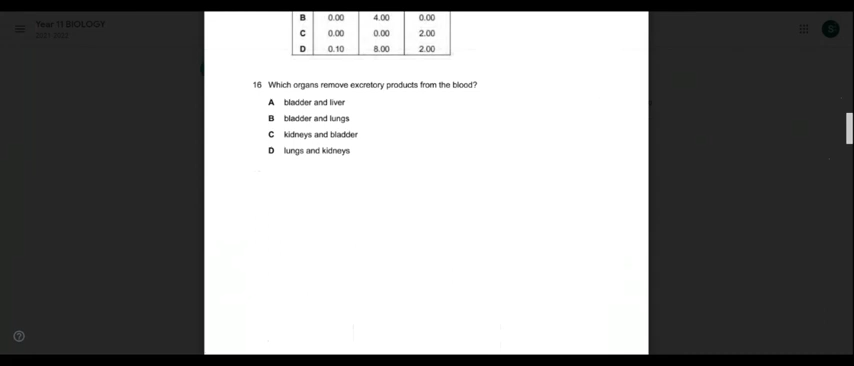 Year 11 BIOLOGY
2021-2022
S
B 0.00 4.00 0.00
C 0.00 0.00 2.00
D 0.10 8.00 2.00
16 Which organs remove excretory products from the blood?
A bladder and liver
B bladder and lungs
C kidneys and bladder
D lungs and kidneys
?